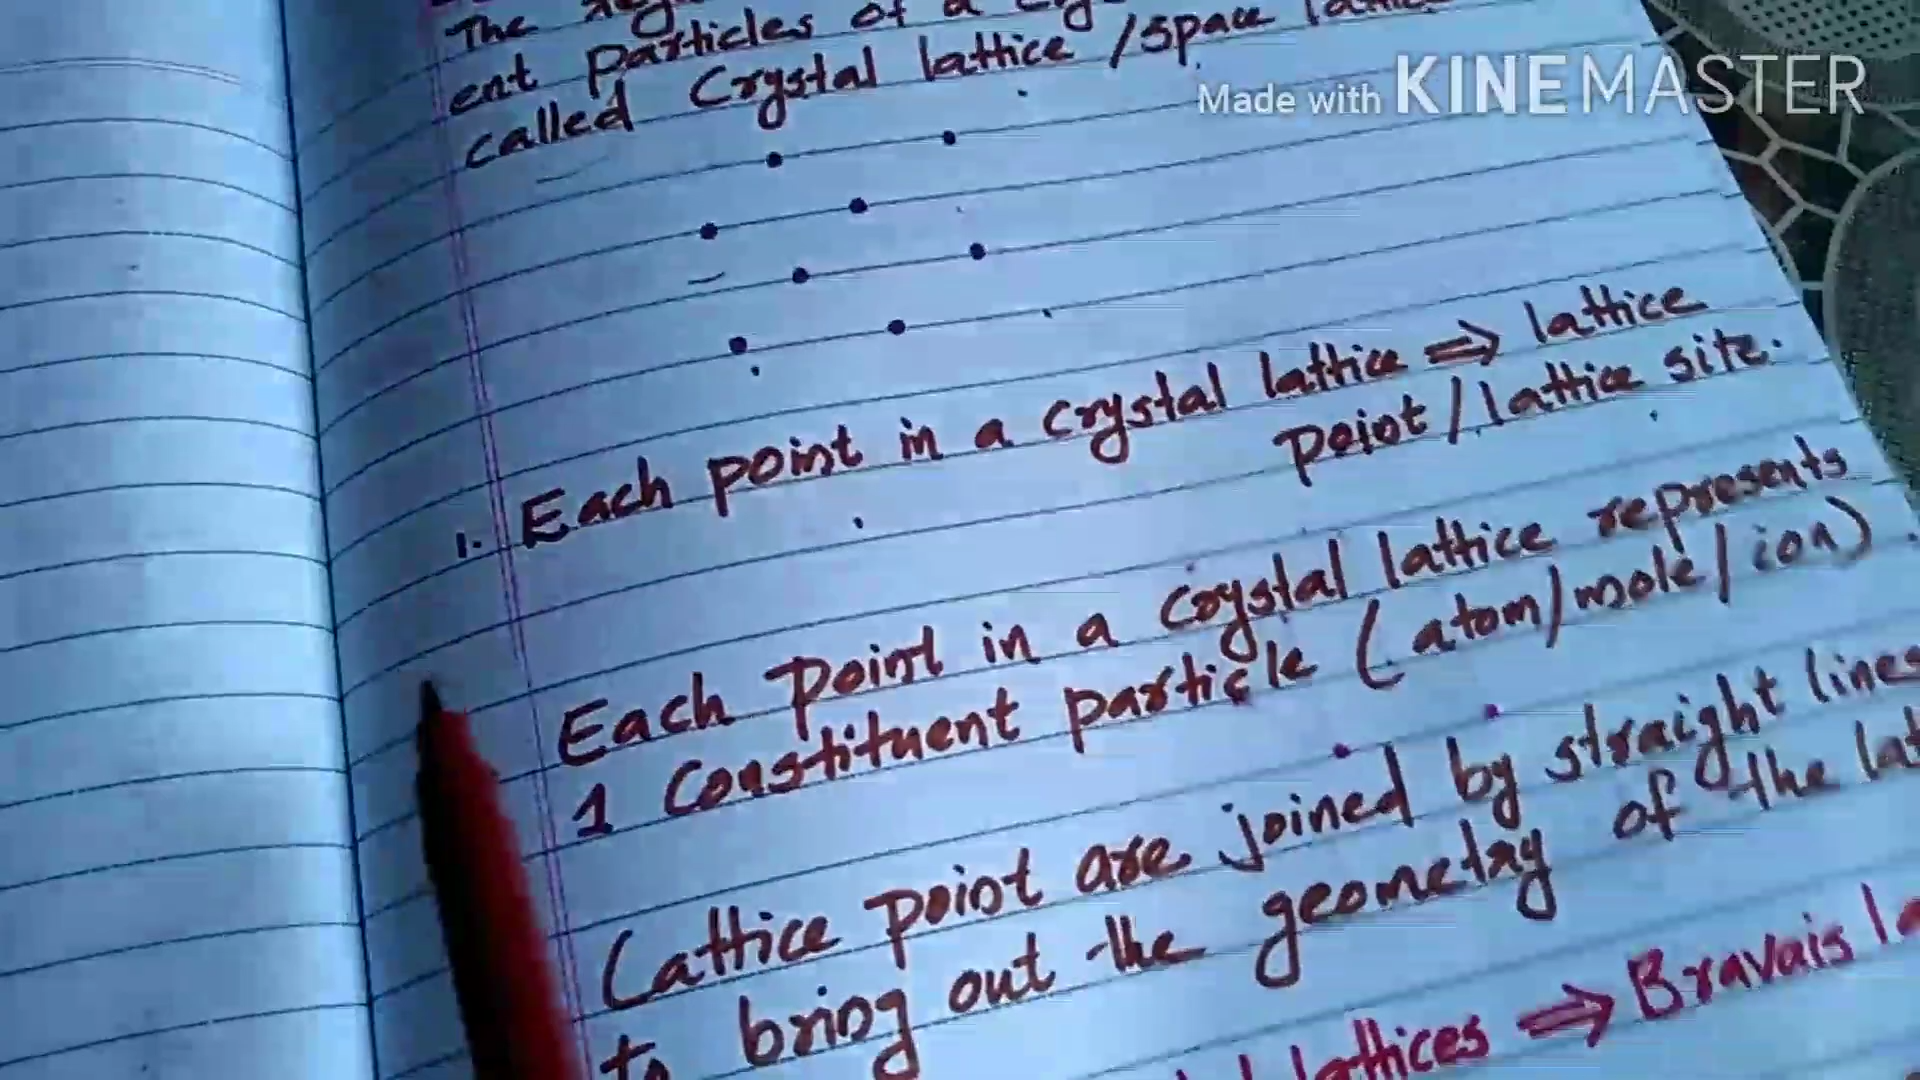 The
ent Particles of a
called Crystal lattice /space
Made with KINEMASTER
1. Each point in a crystal lattice ⇒ lattice
point/lattice site.
Each Point in a crystal lattice represents
1 Constituent particle (atom/mole/ion).
Lattice point are joined by straight lines
to bring out the geometry of the
lattices ⇒ Bravais